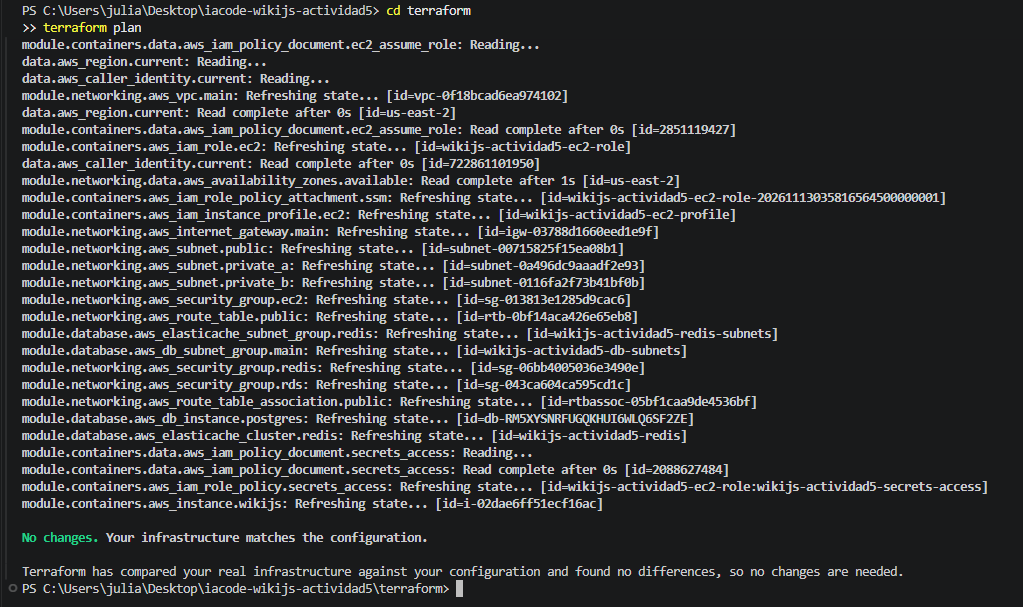 PS C:\Users\julia\Desktop\iacode-wikijs-actividad5> cd terraform
>> terraform plan
module.containers.data.aws_iam_policy_document.ec2_assume_role: Reading...
data.aws_region.current: Reading...
data.aws_caller_identity.current: Reading...
module.networking.aws_vpc.main: Refreshing state... [id=vpc-0f18bcad6ea974102]
data.aws_region.current: Read complete after 0s [id=us-east-2]
module.containers.data.aws_iam_policy_document.ec2_assume_role: Read complete after 0s [id=2851119427]
module.containers.aws_iam_role.ec2: Refreshing state... [id=wikijs-actividad5-ec2-role]
data.aws_caller_identity.current: Read complete after 0s [id=722861101950]
module.networking.data.aws_availability_zones.available: Read complete after 1s [id=us-east-2]
module.containers.aws_iam_role_policy_attachment.ssm: Refreshing state... [id=wikijs-actividad5-ec2-role-20261113035816564500000001]
module.containers.aws_iam_instance_profile.ec2: Refreshing state... [id=wikijs-actividad5-ec2-profile]
module.networking.aws_internet_gateway.main: Refreshing state... [id=igw-03788d1660eed1e9f]
module.networking.aws_subnet.public: Refreshing state... [id=subnet-00715825f15ea08b1]
module.networking.aws_subnet.private_a: Refreshing state... [id=subnet-0a496dc9aaadf2e93]
module.networking.aws_subnet.private_b: Refreshing state... [id=subnet-0116fa2f73b41bf0b]
module.networking.aws_security_group.ec2: Refreshing state... [id=sg-013813e1285d9cac6]
module.networking.aws_route_table.public: Refreshing state... [id=rtb-0bf14aca426e65eb8]
module.database.aws_elasticache_subnet_group.redis: Refreshing state... [id=wikijs-actividad5-redis-subnets]
module.database.aws_db_subnet_group.main: Refreshing state... [id=wikijs-actividad5-db-subnets]
module.networking.aws_security_group.redis: Refreshing state... [id=sg-06bb4005036e3490e]
module.networking.aws_security_group.rds: Refreshing state... [id=sg-043ca604ca595cd1c]
module.networking.aws_route_table_association.public: Refreshing state... [id=rtbassoc-05bf1caa9de4536bf]
module.database.aws_db_instance.postgres: Refreshing state... [id=db-RM5XYSNRFUGQKHUI6WLQ6SF2ZE]
module.database.aws_elasticache_cluster.redis: Refreshing state... [id=wikijs-actividad5-redis]
module.containers.data.aws_iam_policy_document.secrets_access: Reading...
module.containers.data.aws_iam_policy_document.secrets_access: Read complete after 0s [id=2088627484]
module.containers.aws_iam_role_policy.secrets_access: Refreshing state... [id=wikijs-actividad5-ec2-role:wikijs-actividad5-secrets-access]
module.containers.aws_instance.wikijs: Refreshing state... [id=i-02dae6ff51ecf16ac]
No changes. Your infrastructure matches the configuration.
Terraform has compared your real infrastructure against your configuration and found no differences, so no changes are needed.
PS C:\Users\julia\Desktop\iacode-wikijs-actividad5\terraform>